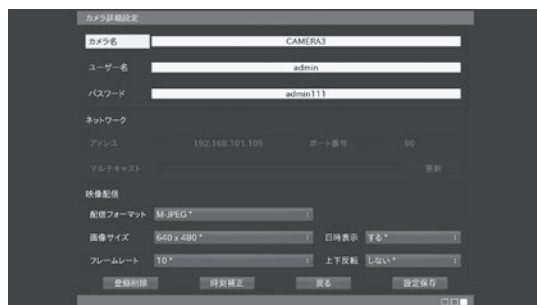 カメラ詳細設定
カメラ名 CAMERA3
ユーザー名 admin
パスワード admin111
ネットワーク
アドレス 192.168.101.105 ポート番号 80
マルチキャスト 更新
映像配信
配信フォーマット M-JPEG *
画像サイズ 640 x 480 * 日時表示 する *
フレームレート 10 * 上下反転 しない *
登録削除 時刻補正 戻る 設定保存